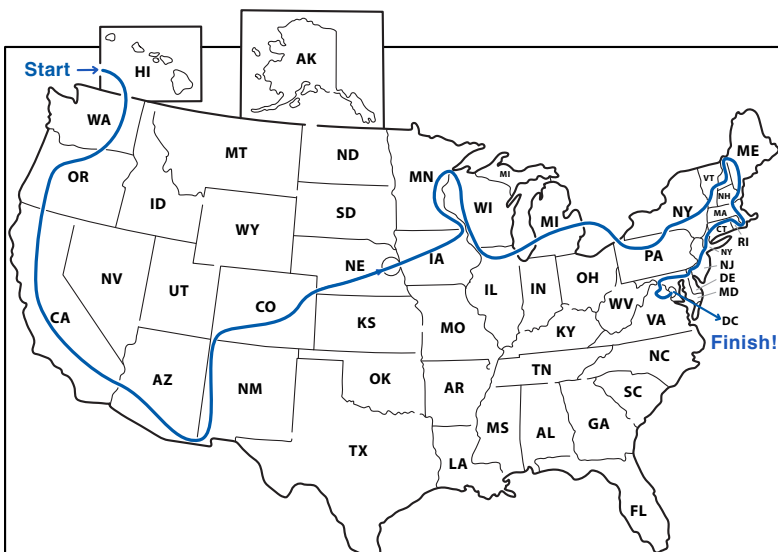 Start
HI
AK
WA
MT
ND
MN
MI
ME
VT
OR
ID
SD
WI
MI
NY
NH
MA
WY
CT
RI
NV
UT
NE
IA
PA
NY
NJ
DE
MD
CO
IL
IN
OH
WV
VA
CA
KS
MO
KY
DC
Finish!
AZ
NM
OK
AR
TN
NC
SC
TX
MS
AL
GA
LA
FL